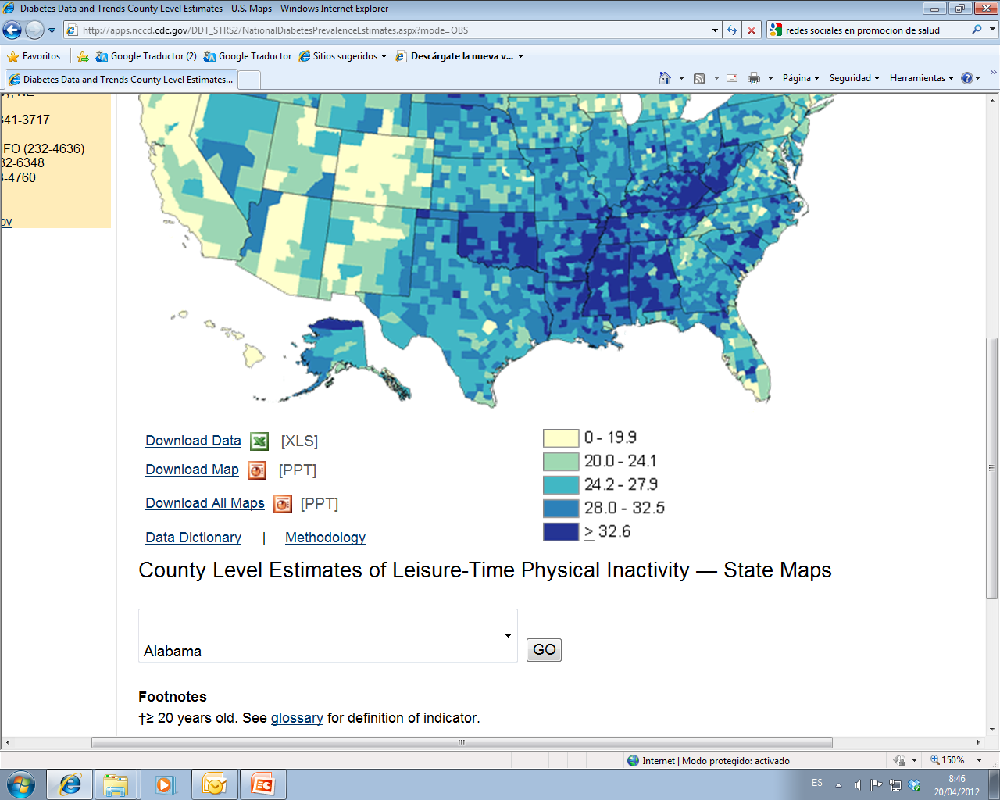 Diabetes Data and Trends County Level Estimates - U.S. Maps - Windows Internet Explorer
http://apps.nccd.cdc.gov/DDT_STRS2/NationalDiabetesPrevalenceEstimates.aspx?mode=OBS
redes sociales en promocion de salud
Favoritos
Google Traductor (2)
Google Traductor
Sitios sugeridos
Descárgate la nueva v...
Diabetes Data and Trends County Level Estimates...
Página
Seguridad
Herramientas
341-3717
IFO (232-4636)
32-6348
3-4760
ov
Download Data [XLS]
Download Map [PPT]
Download All Maps [PPT]
Data Dictionary | Methodology
0 - 19.9
20.0 - 24.1
24.2 - 27.9
28.0 - 32.5
≥ 32.6
County Level Estimates of Leisure-Time Physical Inactivity — State Maps
Alabama
GO
Footnotes
†≥ 20 years old. See glossary for definition of indicator.
Internet | Modo protegido: activado
150%
ES
8:46
20/04/2012